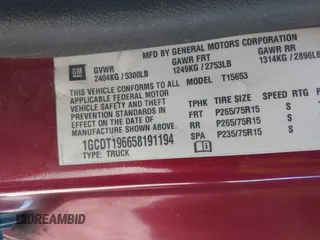 MFD BY GENERAL MOTORS CORPORATION
GM GVWR GAWR FRT GAWR RR
2404KG / 5300LB 1249KG / 2753LB 1314KG / 2896LB
THIS VEHICLE CONFORMS TO ALL
MODEL: T15653
APPLICABLE U.S. FEDERAL MOTOR
VEHICLE SAFETY, BUMPER, AND
THEFT PREVENTION STANDARDS IN
EFFECT ON THE DATE OF
MANUFACTURE SHOWN ABOVE.
1GCDT196658191194
TYPE: TRUCK
TPHK TIRE SIZE SPEED RTG
FRT P265/75R15 S
RR P265/75R15 S
SPA P235/75R15 S
DREAMBID